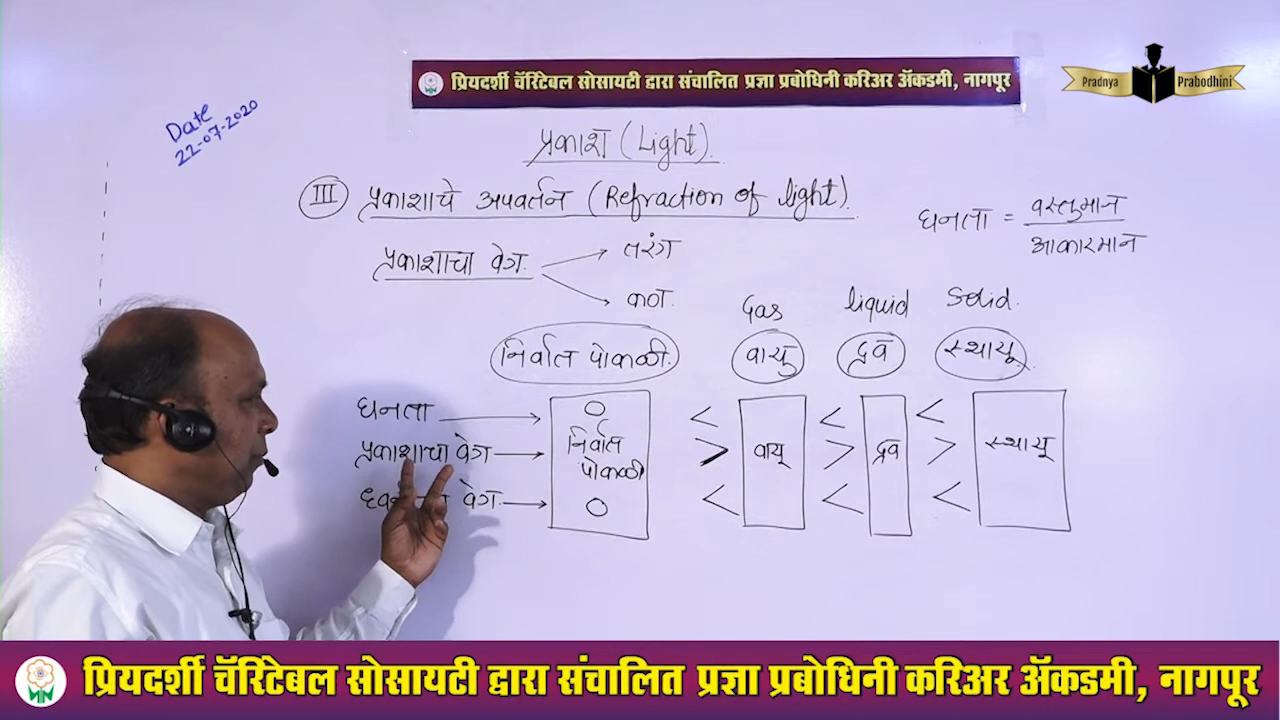 प्रियदर्शी चॅरिटेबल सोसायटी द्वारा संचालित प्रज्ञा प्रबोधिनी करिअर ॲकडमी, नागपूर
Pradnya Prabodhini
Date
22-07-2020
प्रकाश (Light).
III प्रकाशाचे अपवर्तन (Refraction of light).
घनता = वस्तुमान
आकारमान
प्रकाशाचा वेग.
तरंग
कण.
Gas liquid Solid.
निर्वात पोकळी. वायु द्रव स्थायू
घनता → 0 < < <
प्रकाशाचा वेग → निर्वात पोकळी > वायू > द्रव > स्थायू
वेग. → 0 < < <
प्रियदर्शी चॅरिटेबल सोसायटी द्वारा संचालित प्रज्ञा प्रबोधिनी करिअर ॲकडमी, नागपूर